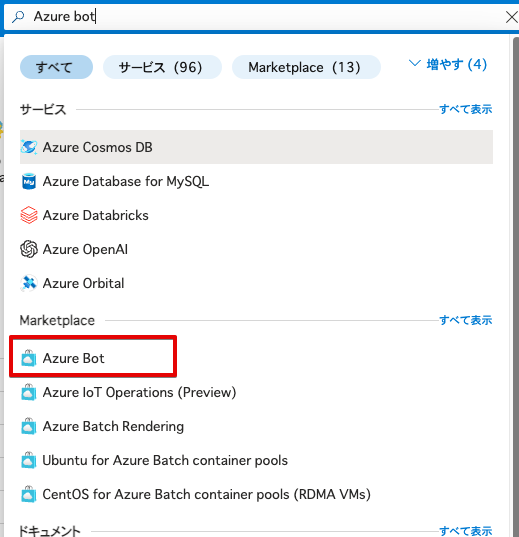 Azure bot
すべて サービス (96) Marketplace (13) 増やす (4)
サービス すべて表示
Azure Cosmos DB
Azure Database for MySQL
Azure Databricks
Azure OpenAI
Azure Orbital
Marketplace すべて表示
Azure Bot
Azure IoT Operations (Preview)
Azure Batch Rendering
Ubuntu for Azure Batch container pools
CentOS for Azure Batch container pools (RDMA VMs)
ドキュメント すべて表示